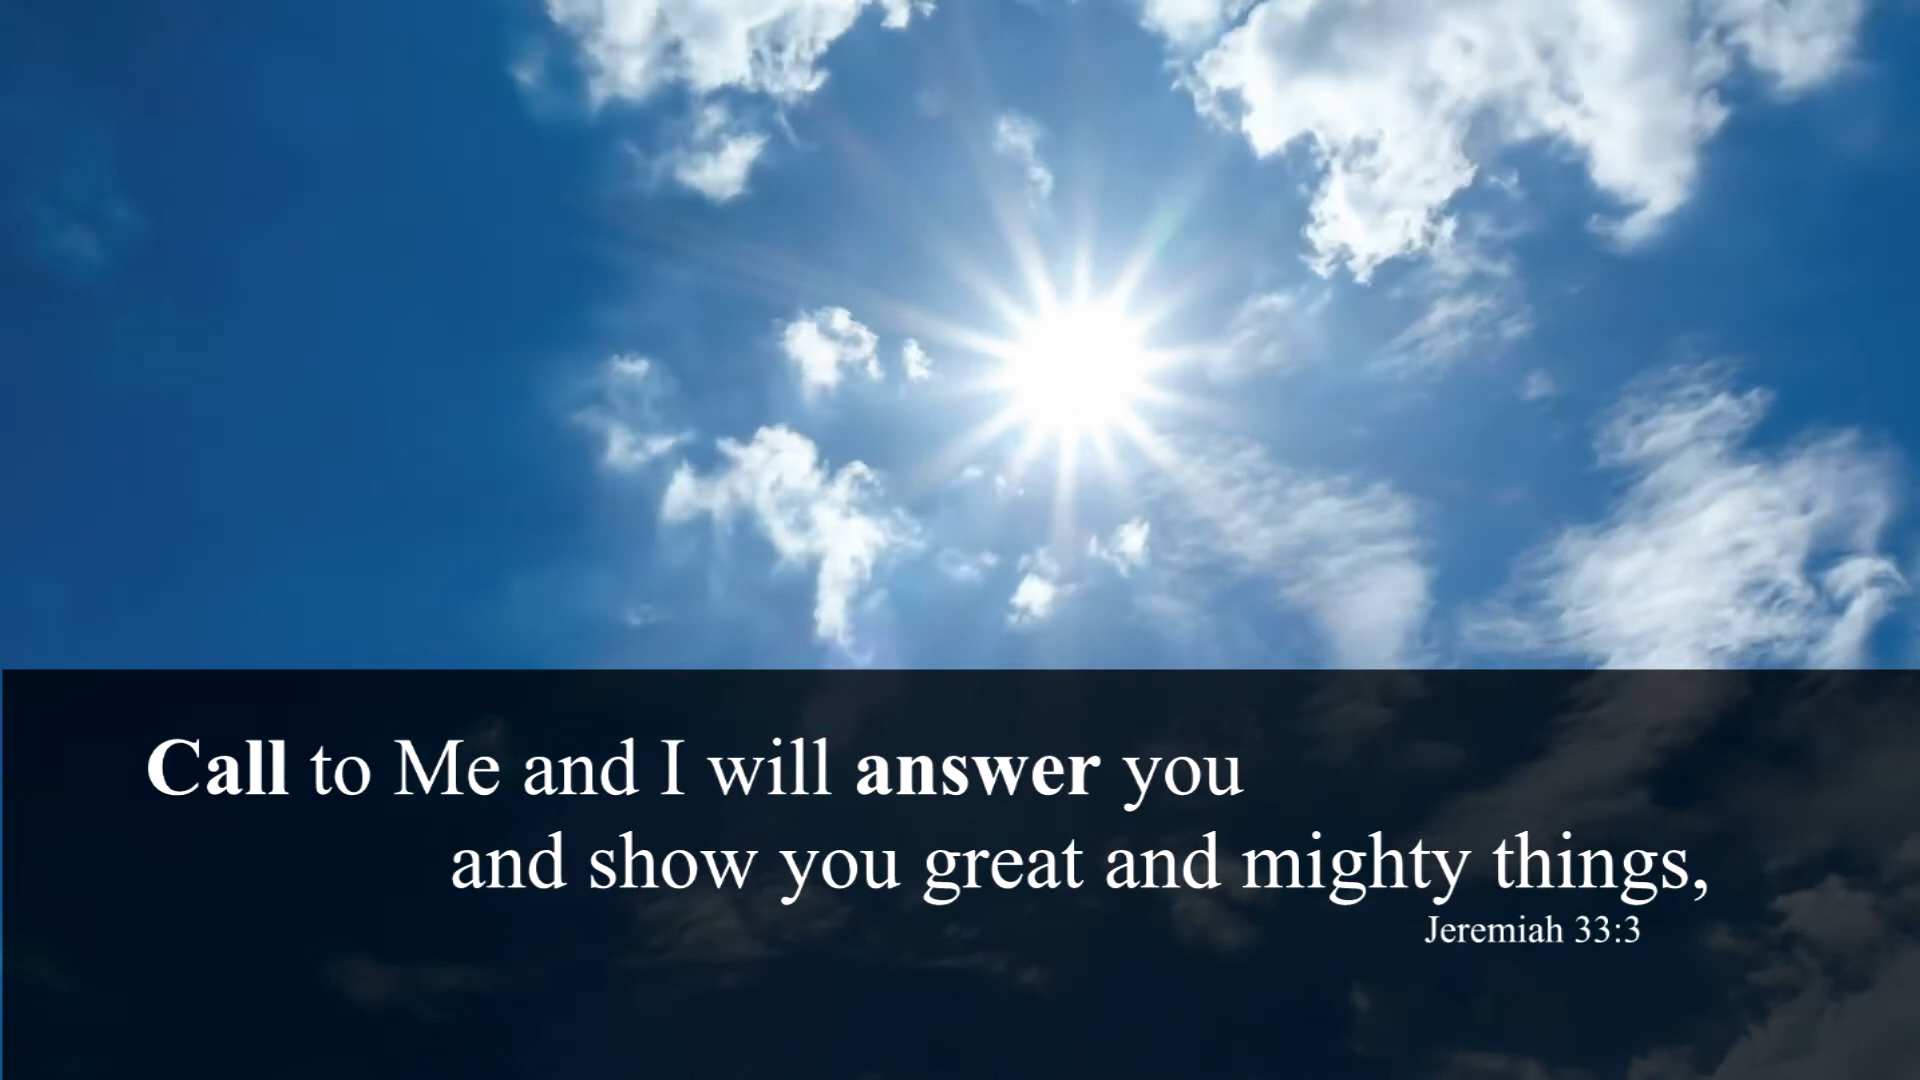 Call to Me and I will answer you
and show you great and mighty things,
Jeremiah 33:3